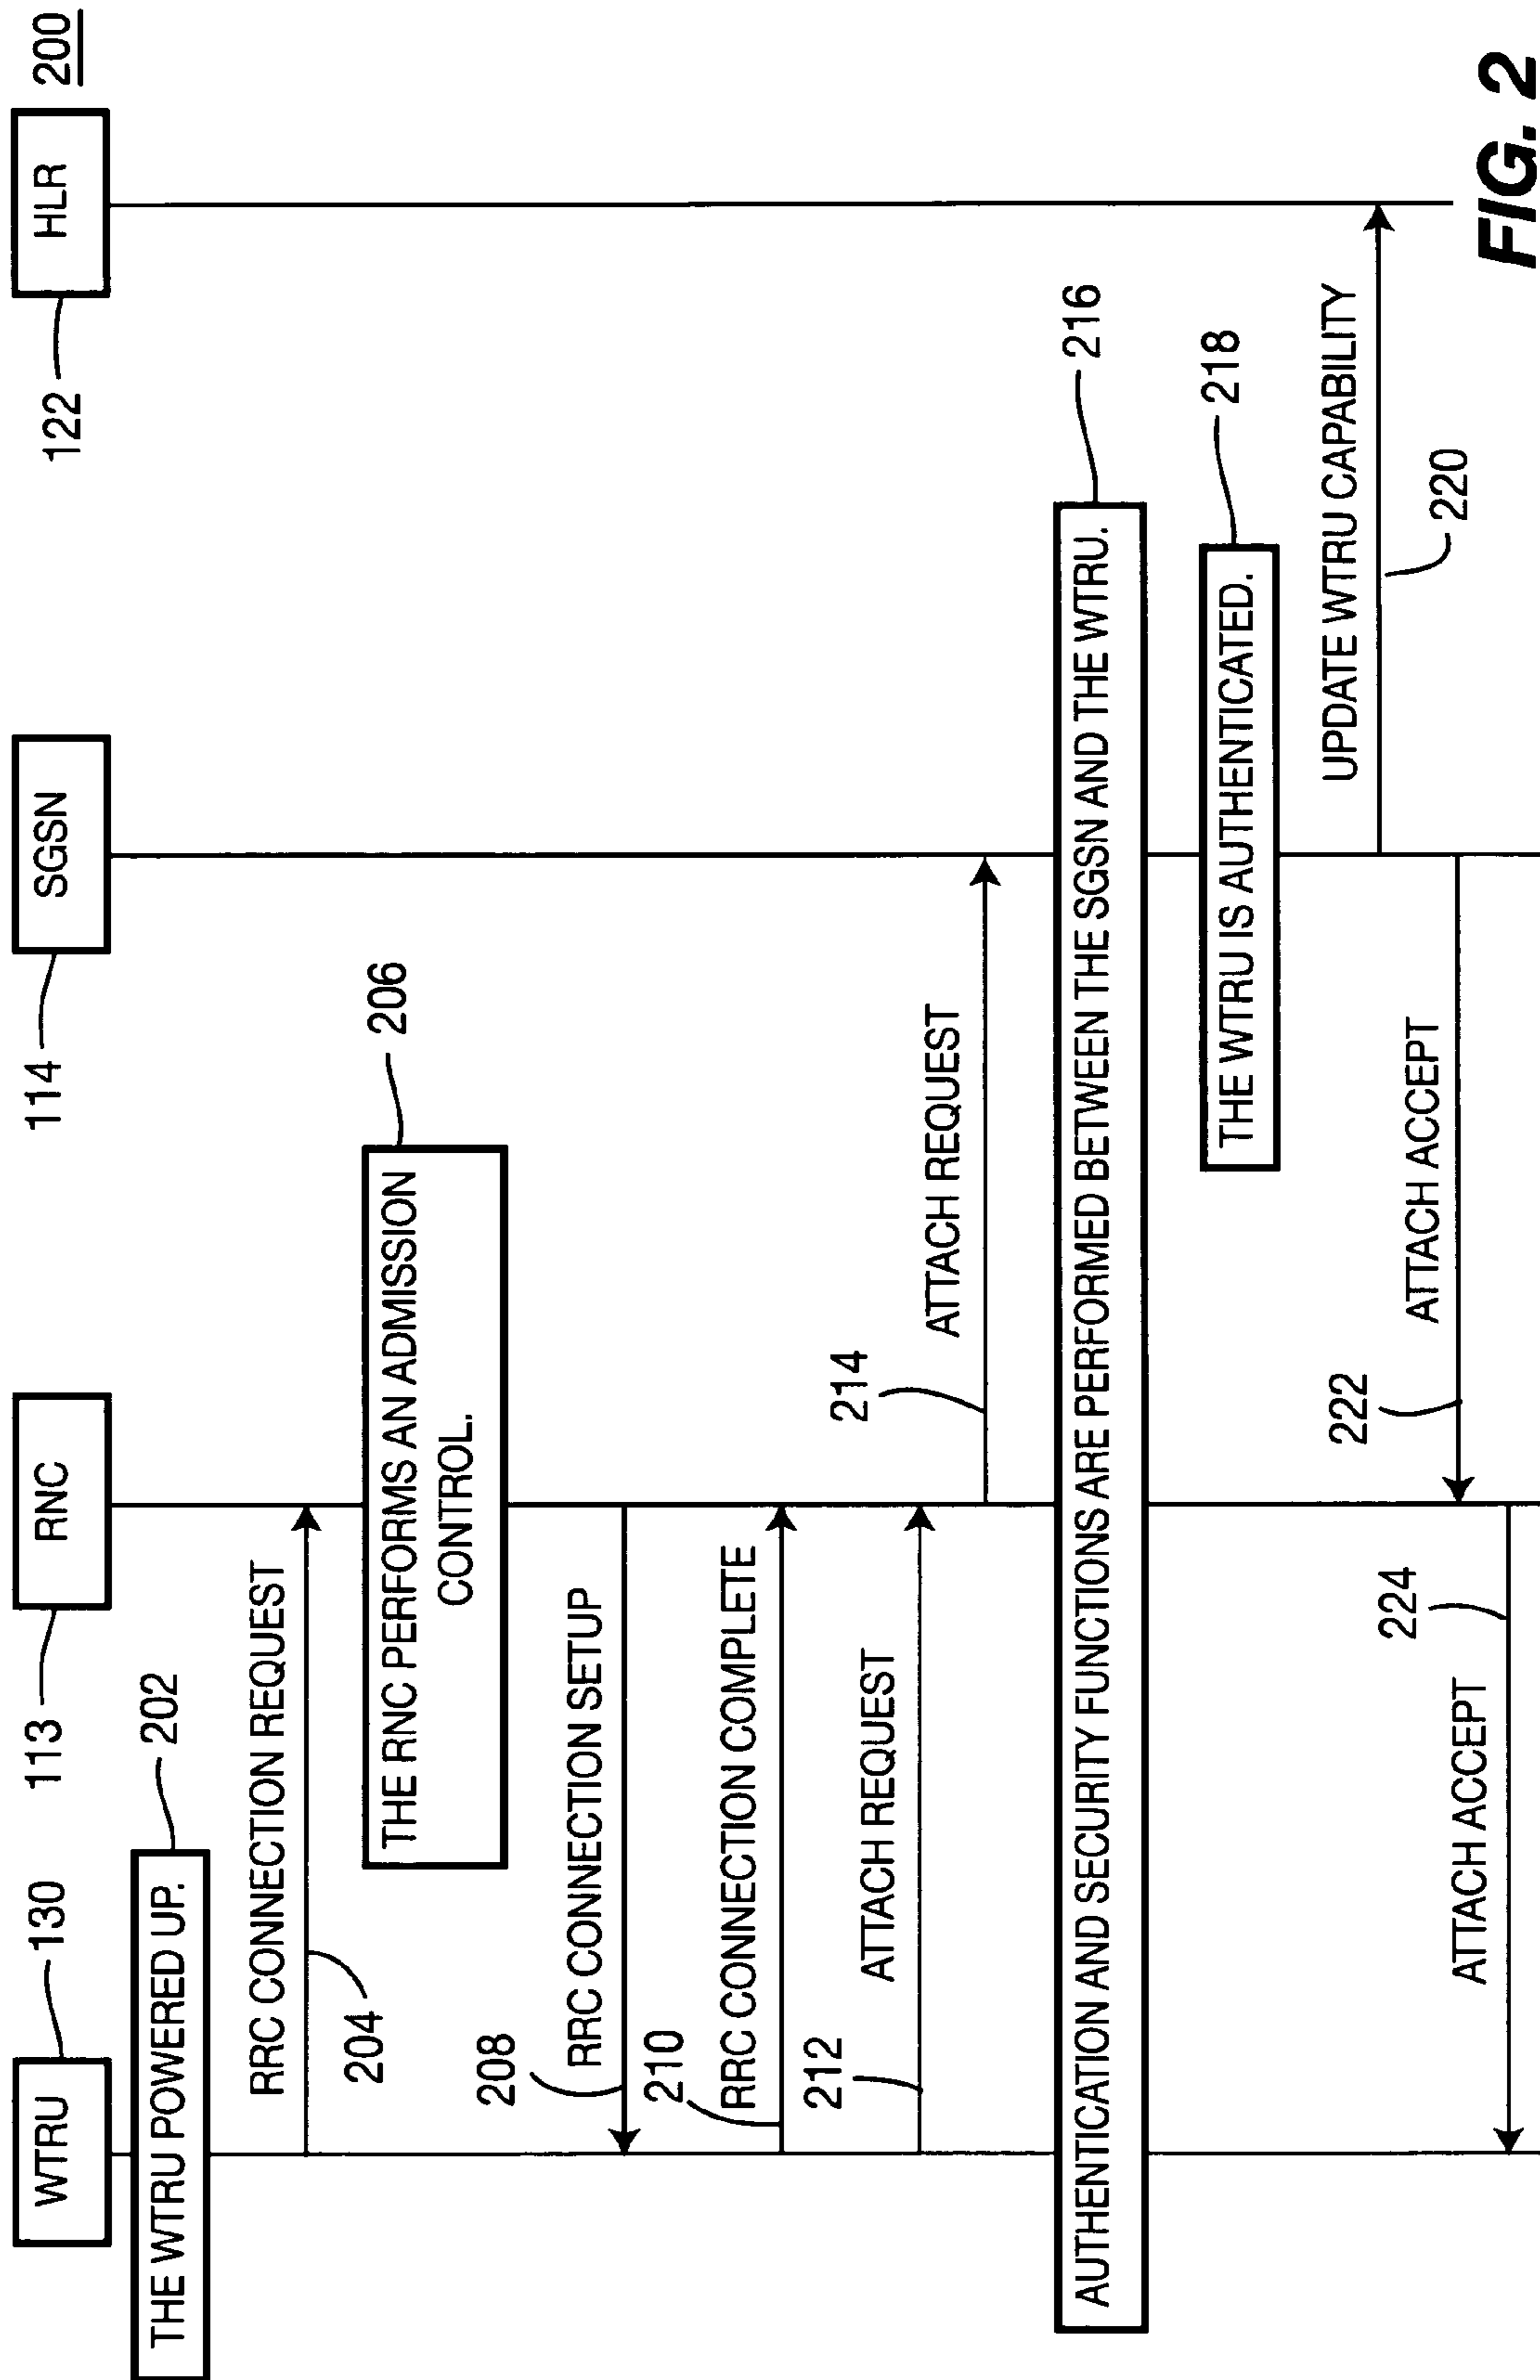 200
WTRU
RNC
SGSN
HLR
130
113
114
122
THE WTRU POWERED UP.
202
RRC CONNECTION REQUEST
204
THE RNC PERFORMS AN ADMISSION
CONTROL.
206
RRC CONNECTION SETUP
208
RRC CONNECTION COMPLETE
210
ATTACH REQUEST
212
ATTACH REQUEST
214
AUTHENTICATION AND SECURITY FUNCTIONS ARE PERFORMED BETWEEN THE SGSN AND THE WTRU.
216
THE WTRU IS AUTHENTICATED.
218
UPDATE WTRU CAPABILITY
220
ATTACH ACCEPT
222
ATTACH ACCEPT
224
FIG. 2